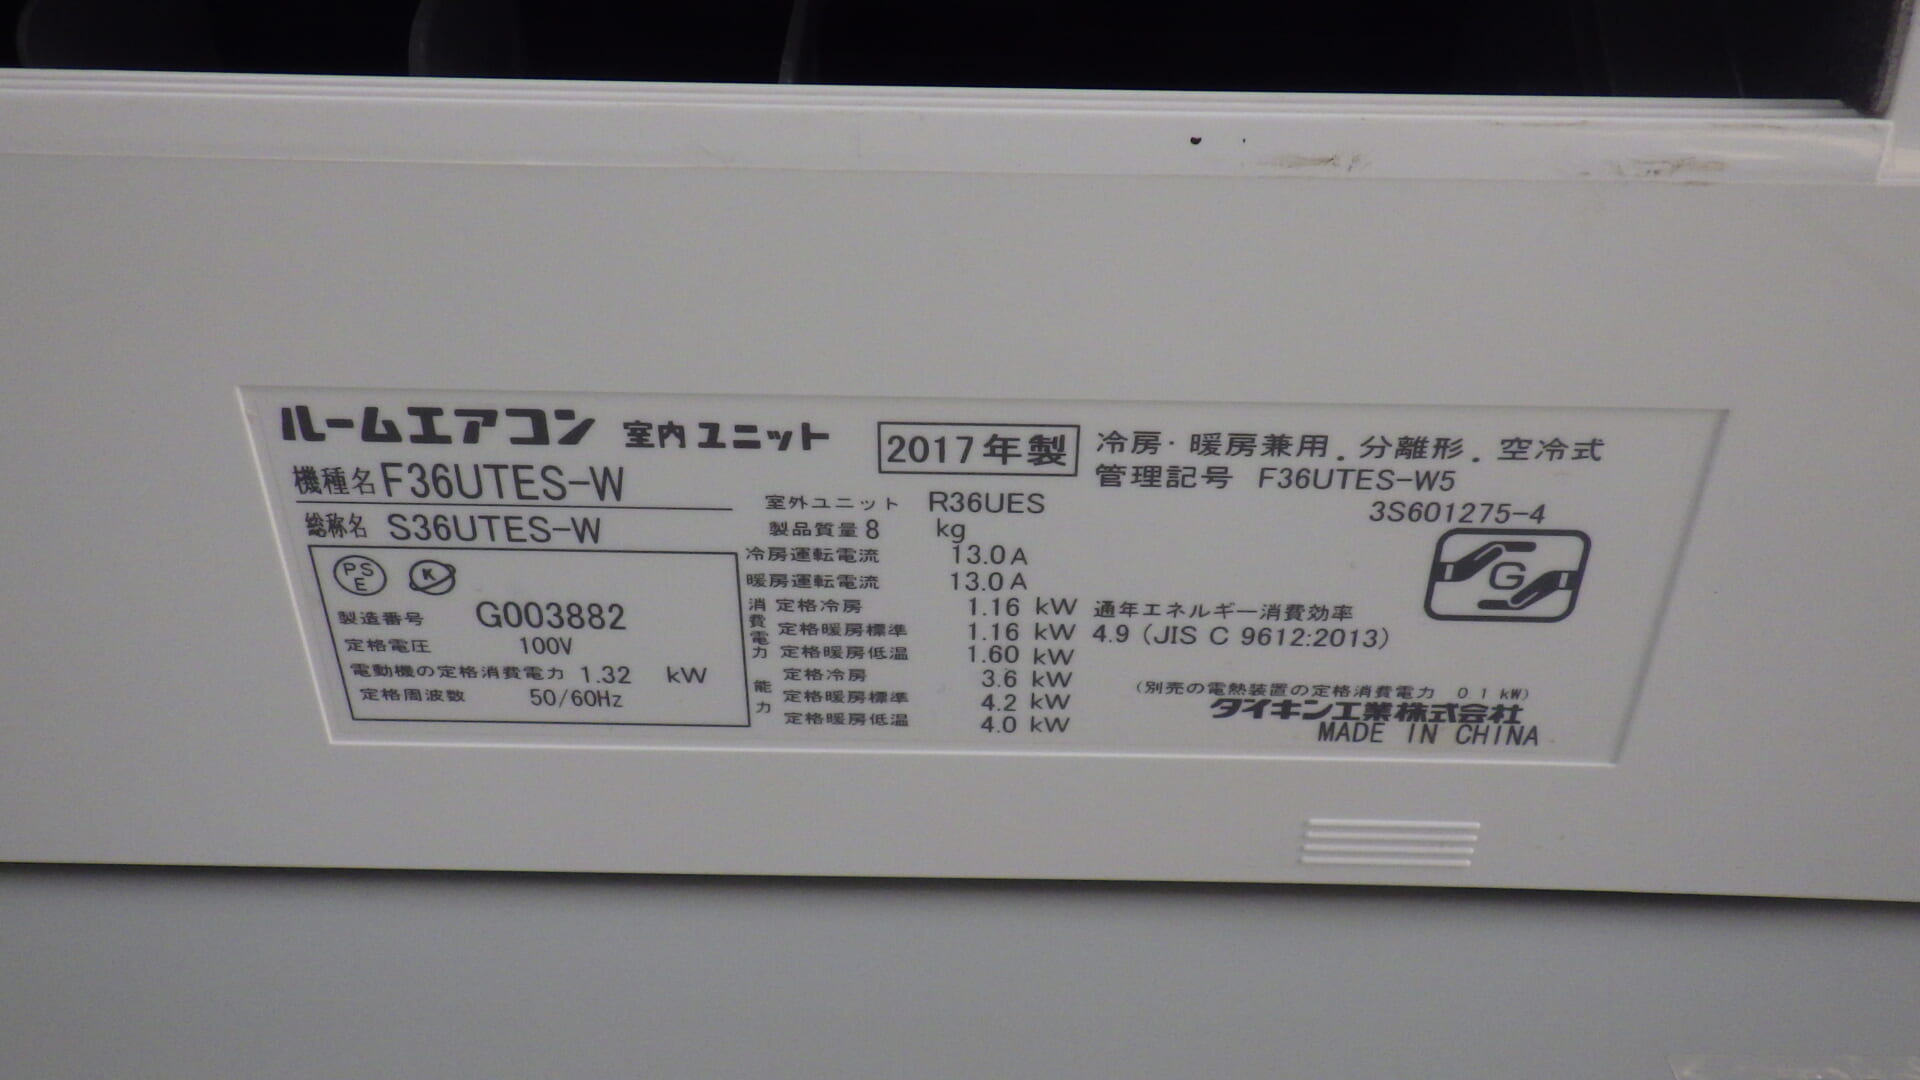 ルームエアコン 室内ユニット
2017年製
冷房・暖房兼用.分離形.空冷式
機種名 F36UTES-W
管理記号 F36UTES-W5
総称名 S36UTES-W
室外ユニット R36UES
3S601275-4
製品質量 8 kg
PS
E
K
G
製造番号 G003882
定格電圧 100V
電動機の定格消費電力 1.32 kW
定格周波数 50/60Hz
冷房運転電流 13.0A
暖房運転電流 13.0A
消費電力
定格冷房 1.16 kW
定格暖房標準 1.16 kW
定格暖房低温 1.60 kW
能力
定格冷房 3.6 kW
定格暖房標準 4.2 kW
定格暖房低温 4.0 kW
通年エネルギー消費効率
4.9 (JIS C 9612:2013)
(別売の電熱装置の定格消費電力 0.1 kW)
ダイキン工業株式会社
MADE IN CHINA